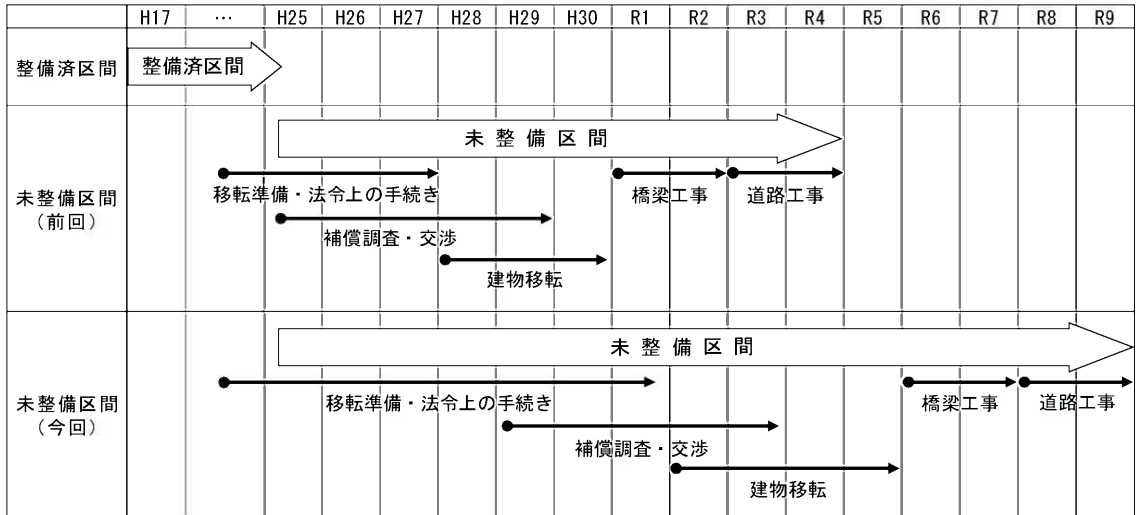 H17 … H25 H26 H27 H28 H29 H30 R1 R2 R3 R4 R5 R6 R7 R8 R9
整備済区間
整備済区間
未整備区間
(前回)
未整備区間
移転準備・法令上の手続き
橋梁工事
道路工事
補償調査・交渉
建物移転
未整備区間
(今回)
未整備区間
移転準備・法令上の手続き
橋梁工事
道路工事
補償調査・交渉
建物移転